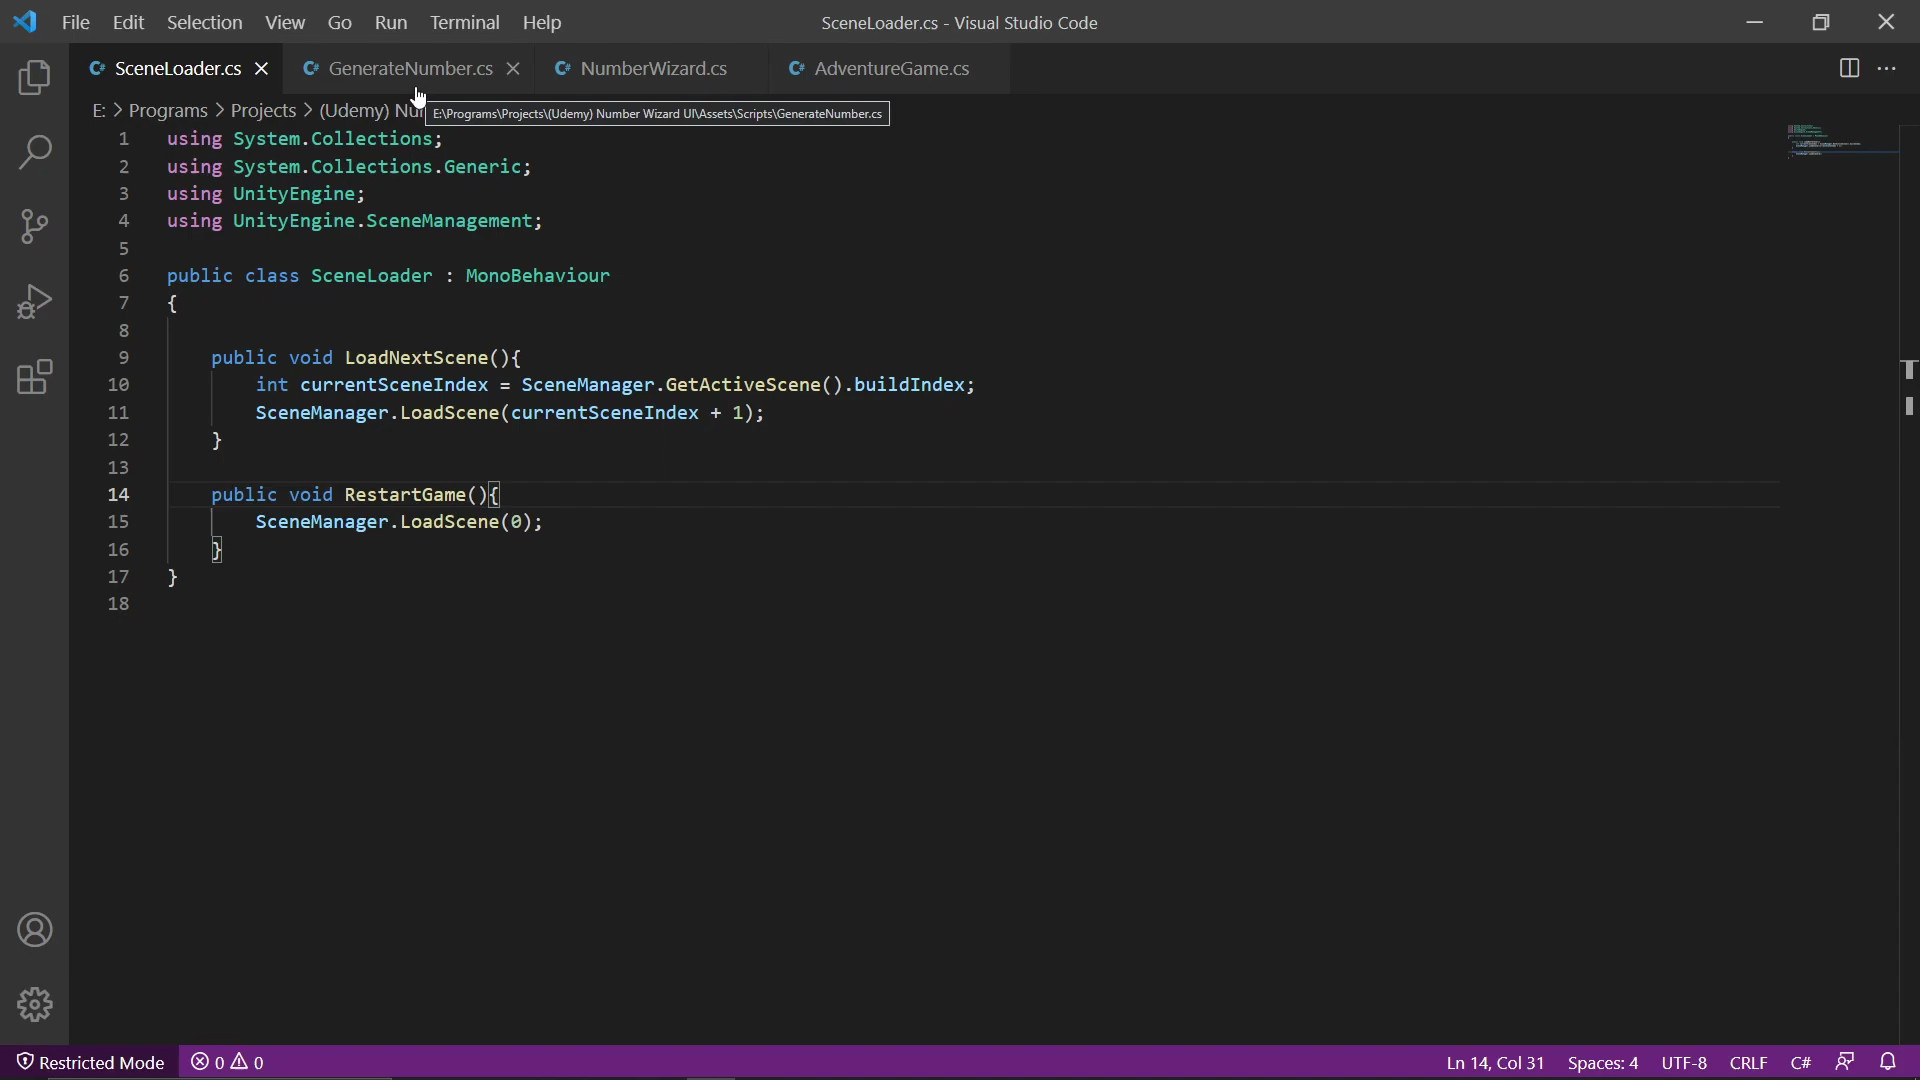 File Edit Selection View Go Run Terminal Help SceneLoader.cs - Visual Studio Code
C# SceneLoader.cs C# GenerateNumber.cs C# NumberWizard.cs C# AdventureGame.cs
E: > Programs > Projects > (Udemy)
E:\Programs\Projects\(Udemy) Number Wizard UI\Assets\Scripts\GenerateNumber.cs
1 using System.Collections;
2 using System.Collections.Generic;
3 using UnityEngine;
4 using UnityEngine.SceneManagement;
5
6 public class SceneLoader : MonoBehaviour
7 {
8
9 public void LoadNextScene(){
10 int currentSceneIndex = SceneManager.GetActiveScene().buildIndex;
11 SceneManager.LoadScene(currentSceneIndex + 1);
12 }
13
14 public void RestartGame(){
15 SceneManager.LoadScene(0);
16 }
17 }
18
Restricted Mode 0 0 Ln 14, Col 31 Spaces: 4 UTF-8 CRLF C#